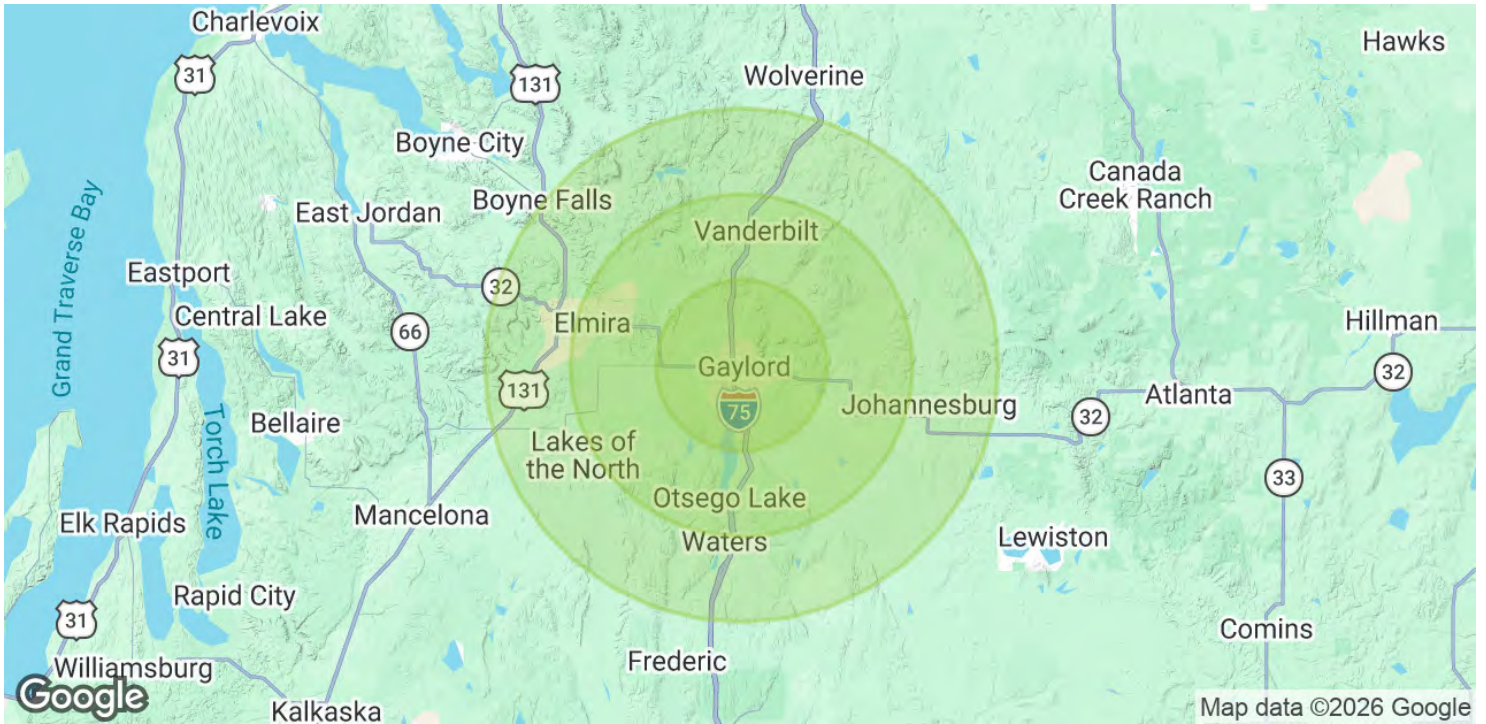 Charlevoix
Hawks
31
131
Wolverine
Boyne City
Canada
Creek Ranch
Boyne Falls
East Jordan
Vanderbilt
Grand Traverse Bay
Eastport
32
Central Lake
66
Elmira
Hillman
31
Gaylord
32
131
75
Johannesburg
32
Atlanta
Torch Lake
Bellaire
Lakes of
the North
33
Otsego Lake
Mancelona
Elk Rapids
Waters
Lewiston
Rapid City
31
Comins
Williamsburg
Frederic
Google
Kalkaska
Map data ©2026 Google